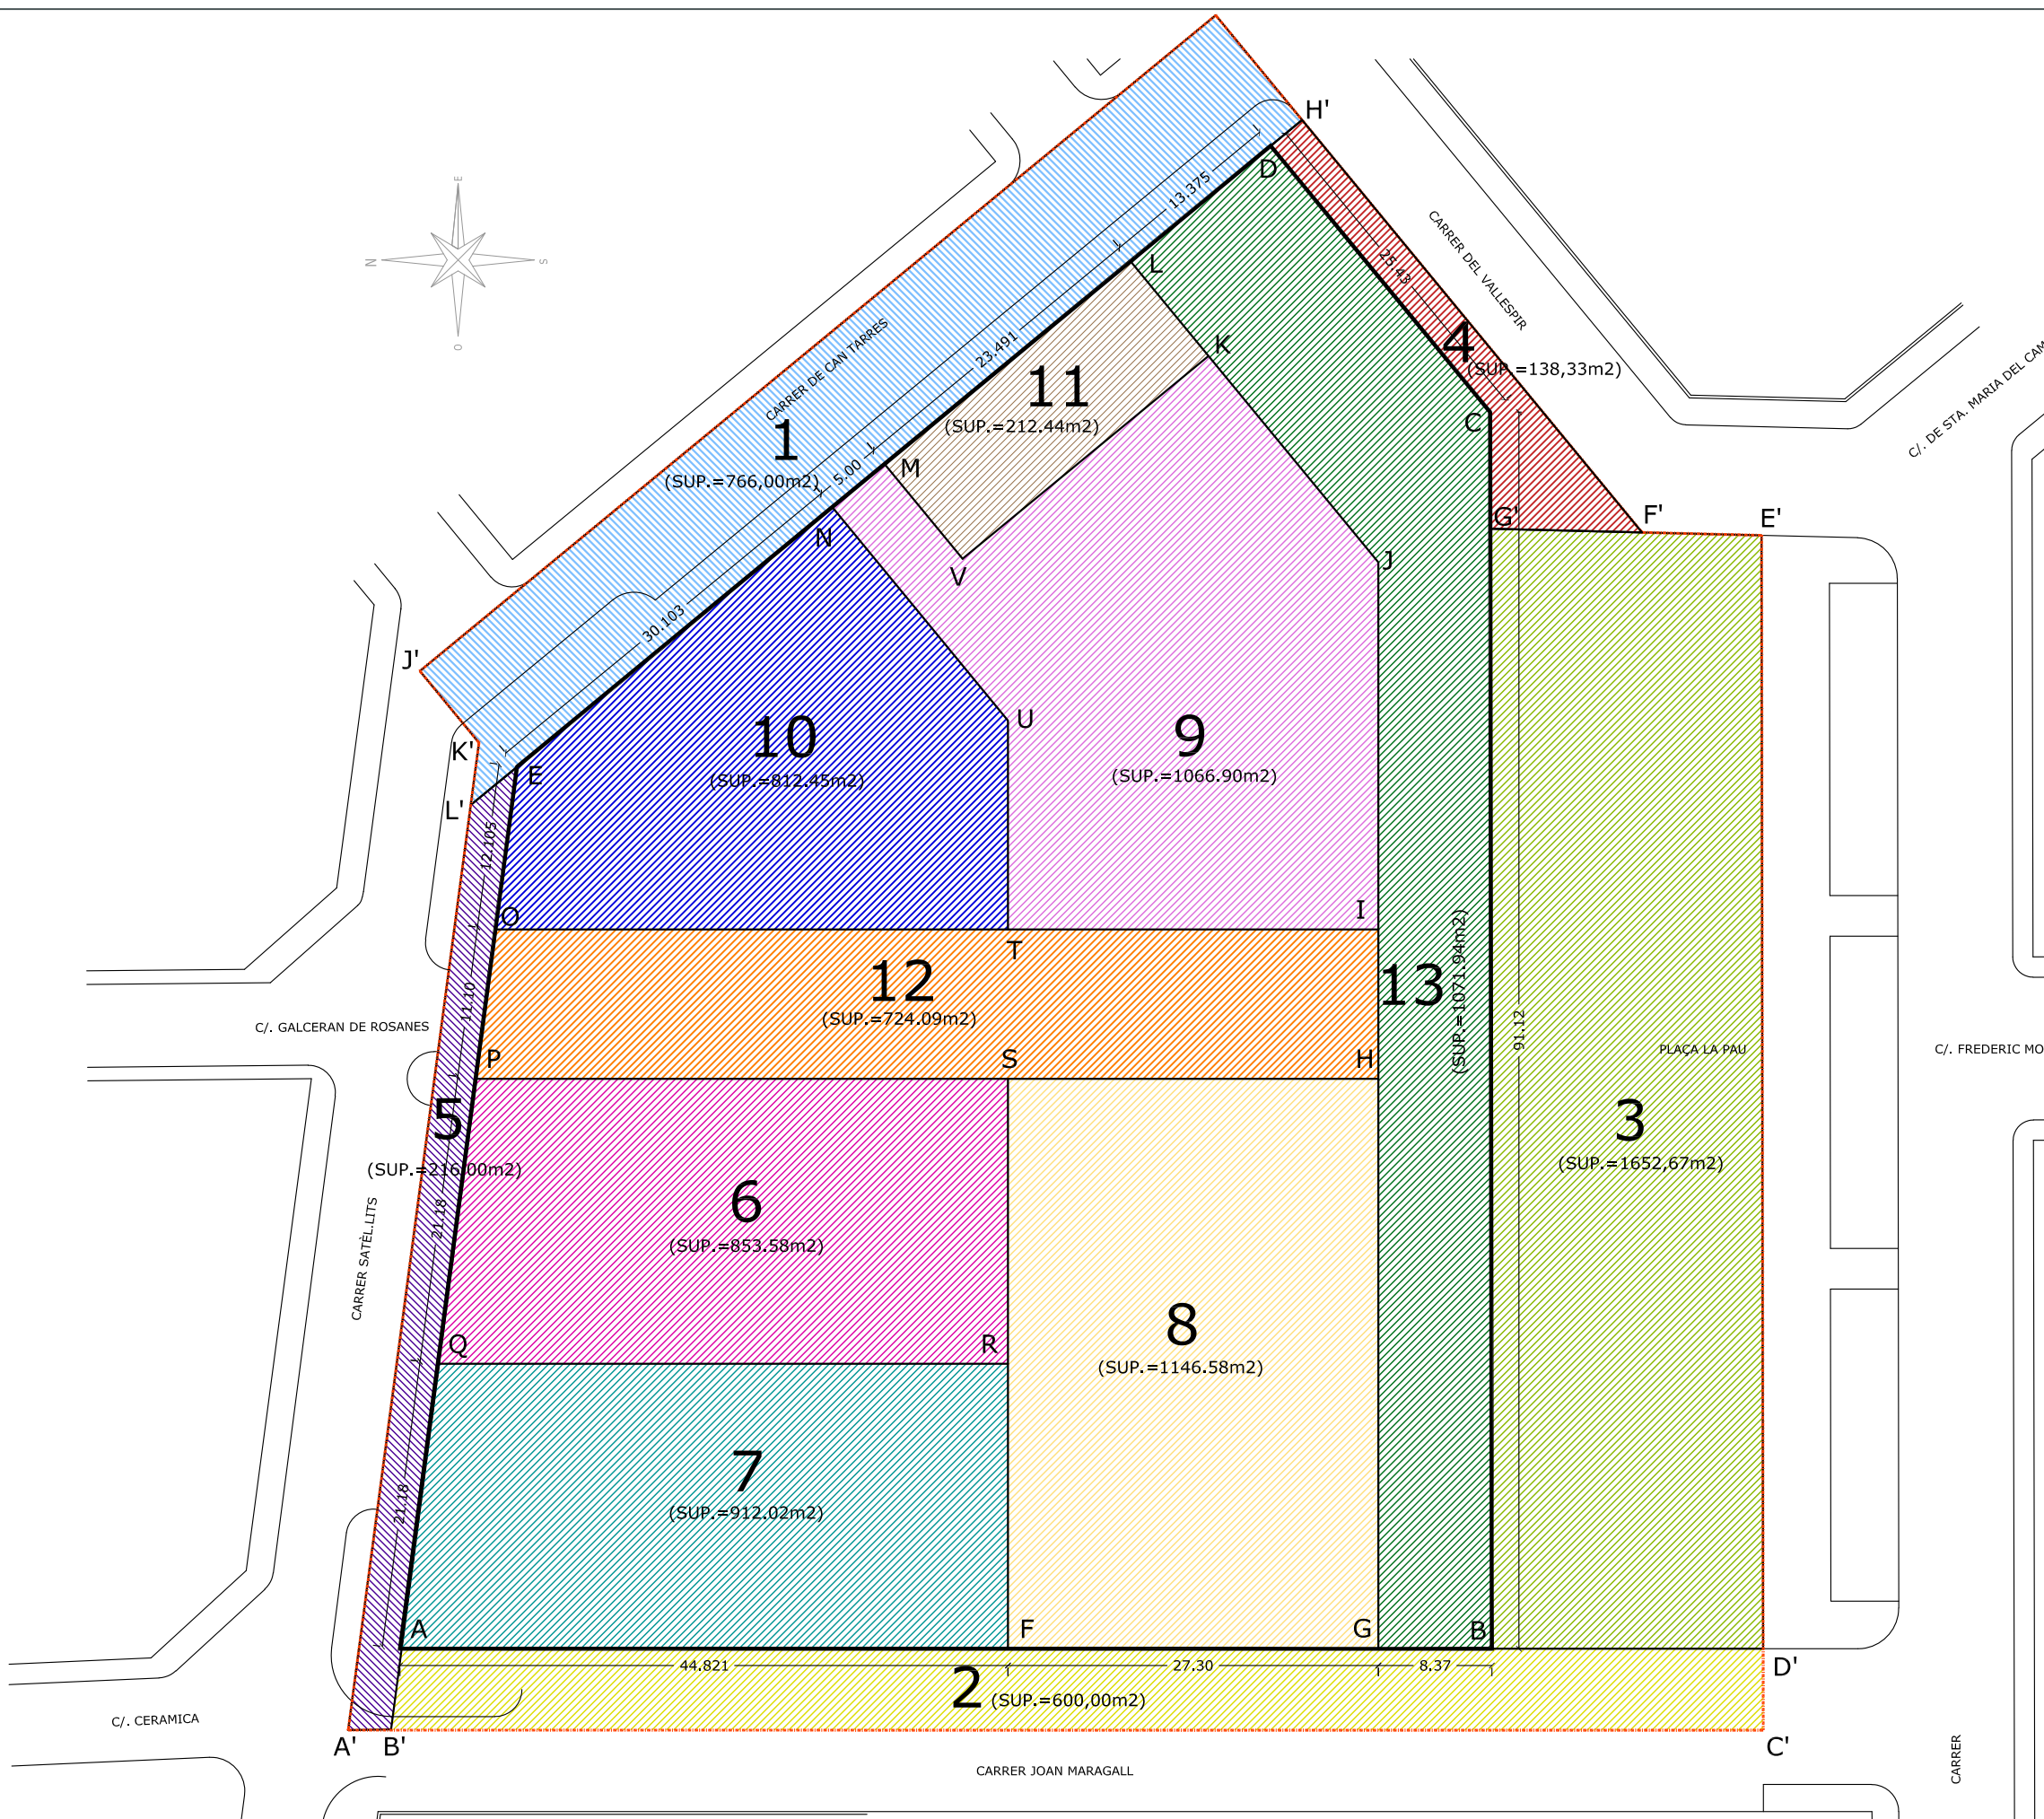 H'
D
13.375
E
N
S
O
CARRER DEL VALLESPIR
25.43
L
K
4
(SUP.=138,33m2)
C/. DE STA. MARIA DEL CAM
CARRER DE CAN TARRES
23.491
11
(SUP.=212.44m2)
C
1
(SUP.=766,00m2)
5.00
M
N
V
G'
F'
E'
J
J'
30.103
K'
E
L'
U
10
(SUP.=812.45m2)
9
(SUP.=1066.90m2)
12.105
O
T
I
12
(SUP.=724.09m2)
13
(SUP.=1071.94m2)
11.10
C/. GALCERAN DE ROSANES
91.12
PLAÇA LA PAU
C/. FREDERIC MO
P
S
H
5
(SUP.=216,00m2)
3
(SUP.=1652,67m2)
6
(SUP.=853.58m2)
21.18
CARRER SATÈL.LITS
Q
R
8
(SUP.=1146.58m2)
7
(SUP.=912.02m2)
21.18
A
F
G
B
44.821
27.30
8.37
D'
2
(SUP.=600,00m2)
C/. CERAMICA
A'
B'
C'
CARRER JOAN MARAGALL
CARRER